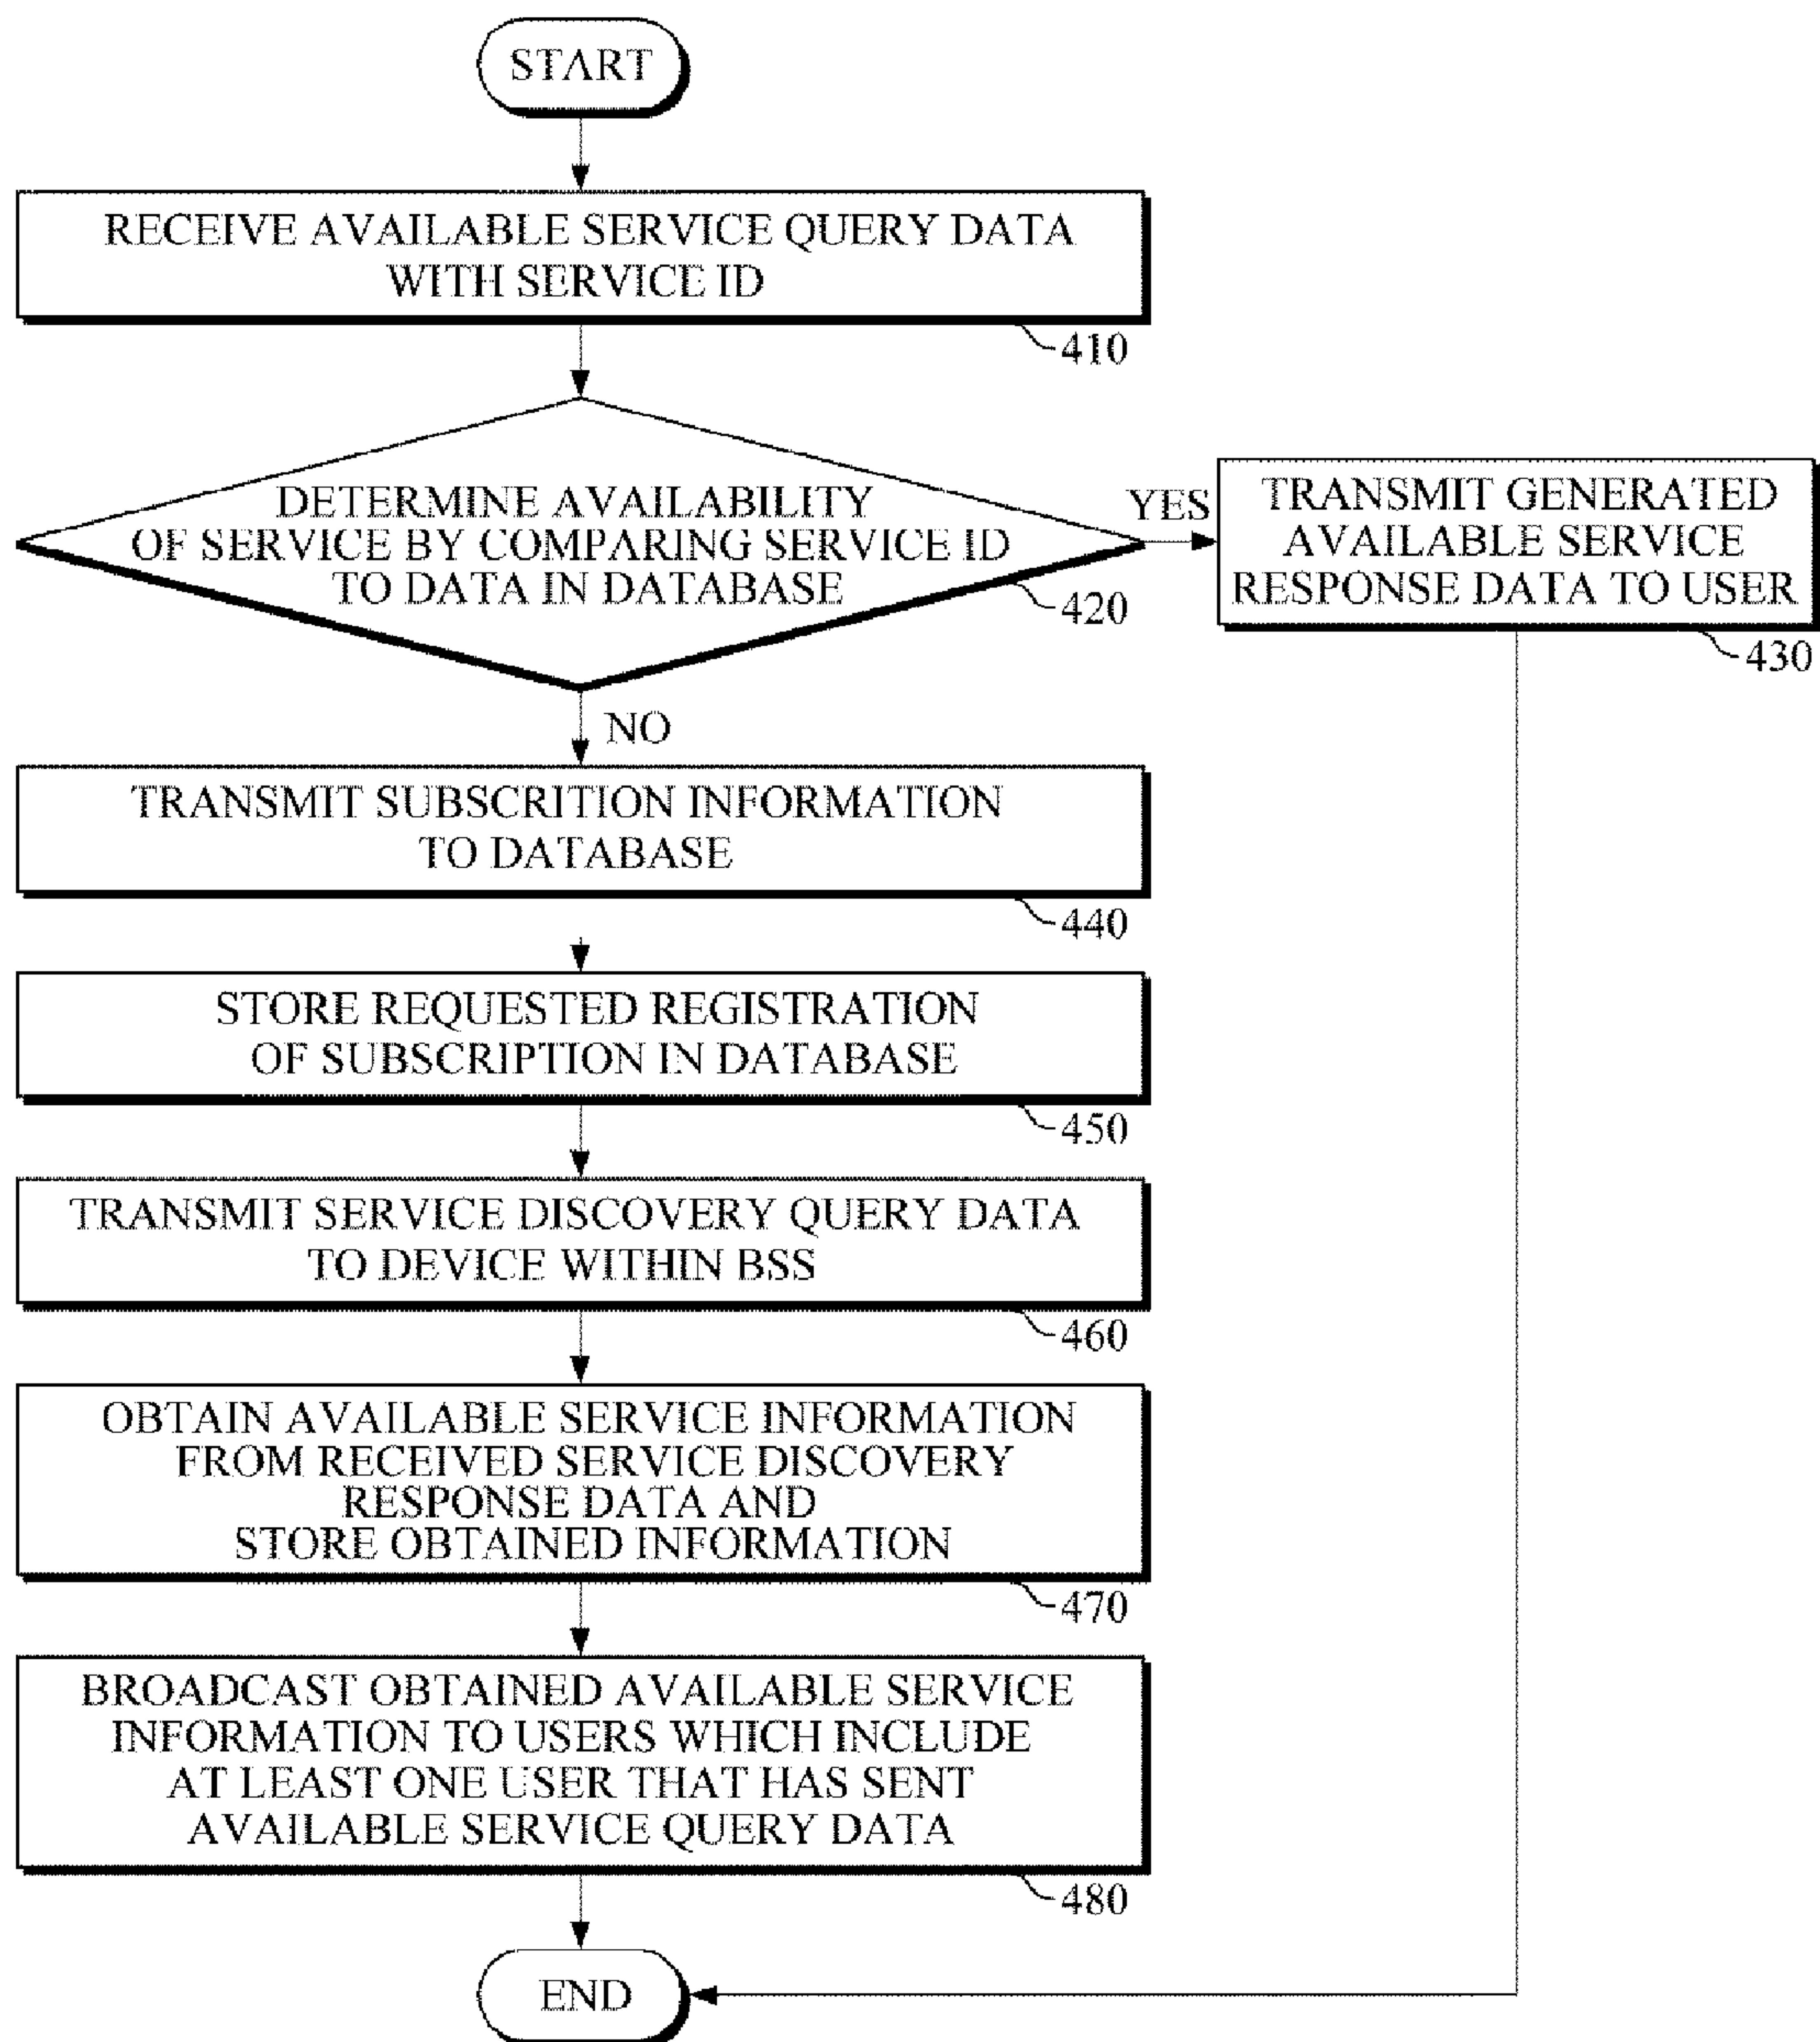 START
RECEIVE AVAILABLE SERVICE QUERY DATA
WITH SERVICE ID
410
DETERMINE AVAILABILITY
OF SERVICE BY COMPARING SERVICE ID
TO DATA IN DATABASE
420
YES
TRANSMIT GENERATED
AVAILABLE SERVICE
RESPONSE DATA TO USER
430
NO
TRANSMIT SUBSCRITION INFORMATION
TO DATABASE
440
STORE REQUESTED REGISTRATION
OF SUBSCRIPTION IN DATABASE
450
TRANSMIT SERVICE DISCOVERY QUERY DATA
TO DEVICE WITHIN BSS
460
OBTAIN AVAILABLE SERVICE INFORMATION
FROM RECEIVED SERVICE DISCOVERY
RESPONSE DATA AND
STORE OBTAINED INFORMATION
470
BROADCAST OBTAINED AVAILABLE SERVICE
INFORMATION TO USERS WHICH INCLUDE
AT LEAST ONE USER THAT HAS SENT
AVAILABLE SERVICE QUERY DATA
480
END